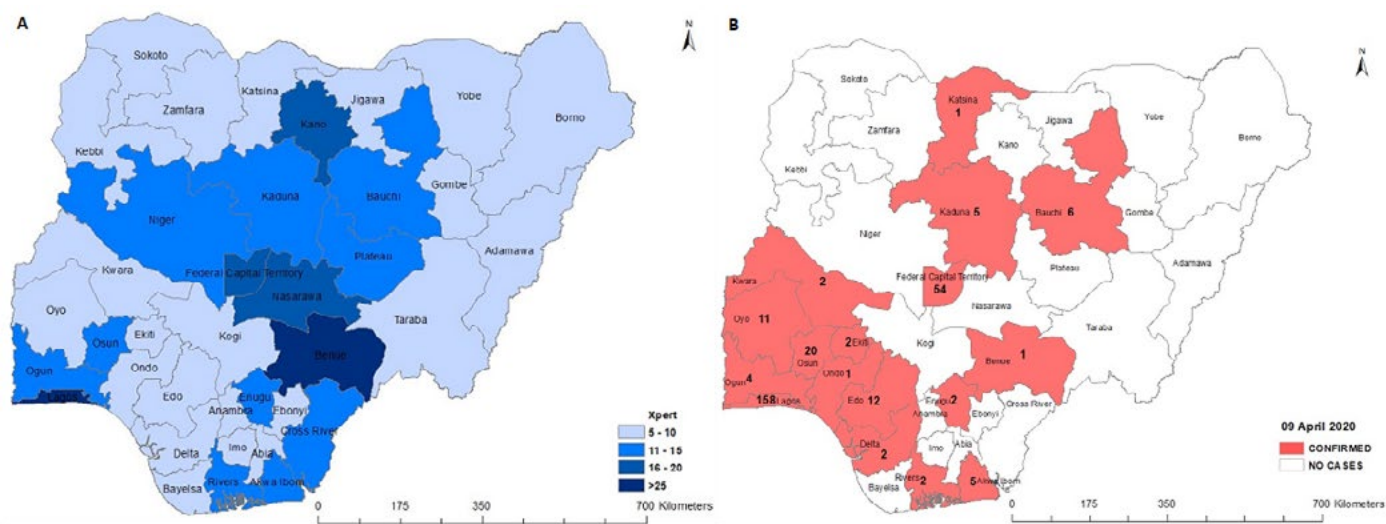 A
N
Sokoto
Katsina
Jigawa
Yobe
Borno
Zamfara
Kano
Kebbi
Gombe
Kaduna
Bauchi
Niger
Adamawa
Plateau
Kwara
Federal Capital Territory
Nasarawa
Oyo
Taraba
Kogi
Ekiti
Benue
Osun
Ogun
Ondo
Lagos
Edo
Enugu
Anambra
Ebonyi
Cross River
Imo
Abia
Delta
Rivers
Akwa Ibom
Bayelsa
Xpert
5 - 10
11 - 15
16 - 20
>25
0 175 350 700 Kilometers
B
N
Katsina
1
Sokoto
Jigawa
Yobe
Zamfara
Kano
Borno
Kebbi
Kaduna 5
Bauchi 6
Gombe
Niger
Adamawa
Plateau
Federal Capital Territory
54
Kwara
2
Nasarawa
Oyo 11
Taraba
Kogi
2 Ekiti
20
Osun
Benue
1
Ondo 1
Ogun 4
158 Lagos
Edo 12
Enugu
2
Anambra
Ebonyi
Cross River
Imo
Abia
Delta
2
Rivers
2
5 Akwa Ibom
Bayelsa
09 April 2020
CONFIRMED
NO CASES
0 175 350 700 Kilometers